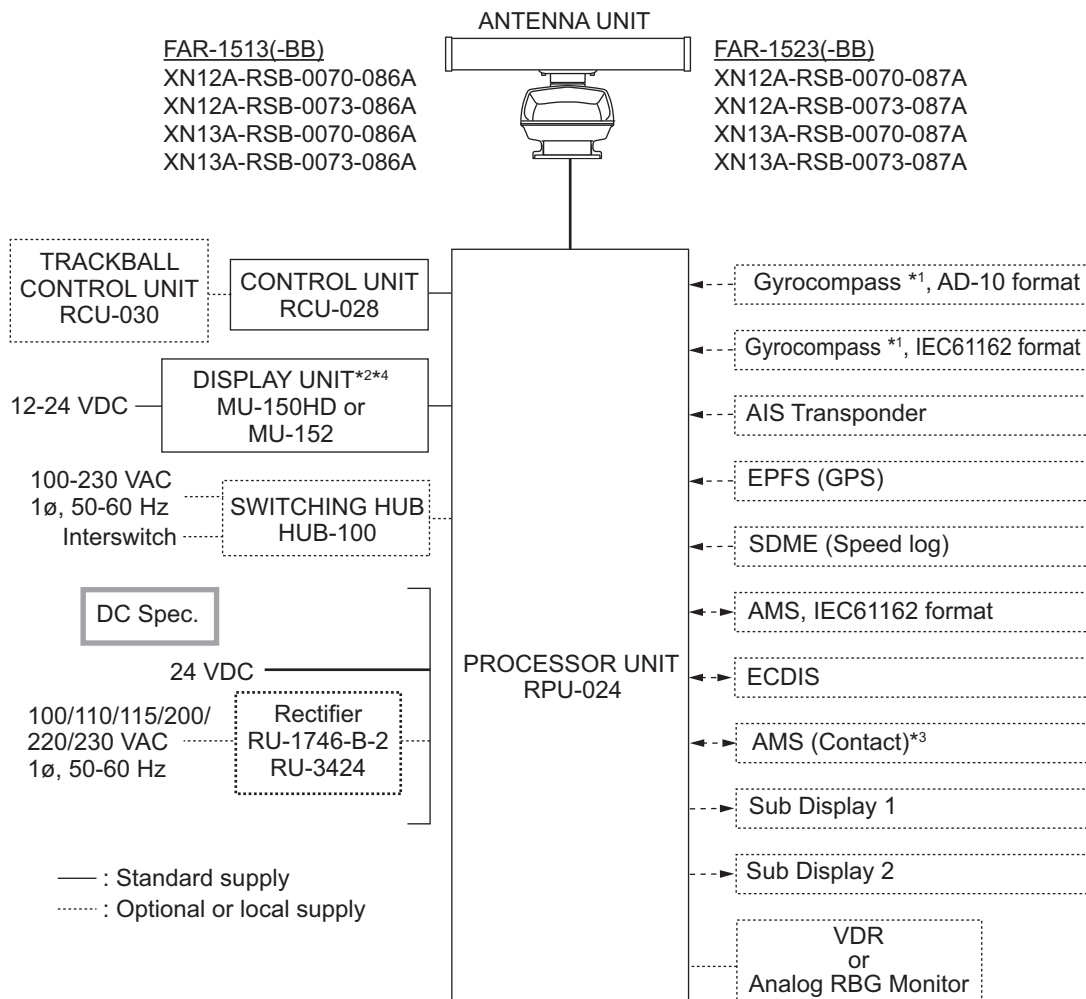 ANTENNA UNIT
FAR-1513(-BB)
XN12A-RSB-0070-086A
XN12A-RSB-0073-086A
XN13A-RSB-0070-086A
XN13A-RSB-0073-086A
FAR-1523(-BB)
XN12A-RSB-0070-087A
XN12A-RSB-0073-087A
XN13A-RSB-0070-087A
XN13A-RSB-0073-087A
TRACKBALL
CONTROL UNIT
RCU-030
CONTROL UNIT
RCU-028
12-24 VDC
DISPLAY UNIT*2*4
MU-150HD or
MU-152
100-230 VAC
1ø, 50-60 Hz
Interswitch
SWITCHING HUB
HUB-100
DC Spec.
24 VDC
100/110/115/200/
220/230 VAC
1ø, 50-60 Hz
Rectifier
RU-1746-B-2
RU-3424
: Standard supply
: Optional or local supply
PROCESSOR UNIT
RPU-024
Gyrocompass *1, AD-10 format
Gyrocompass *1, IEC61162 format
AIS Transponder
EPFS (GPS)
SDME (Speed log)
AMS, IEC61162 format
ECDIS
AMS (Contact)*3
Sub Display 1
Sub Display 2
VDR
or
Analog RBG Monitor